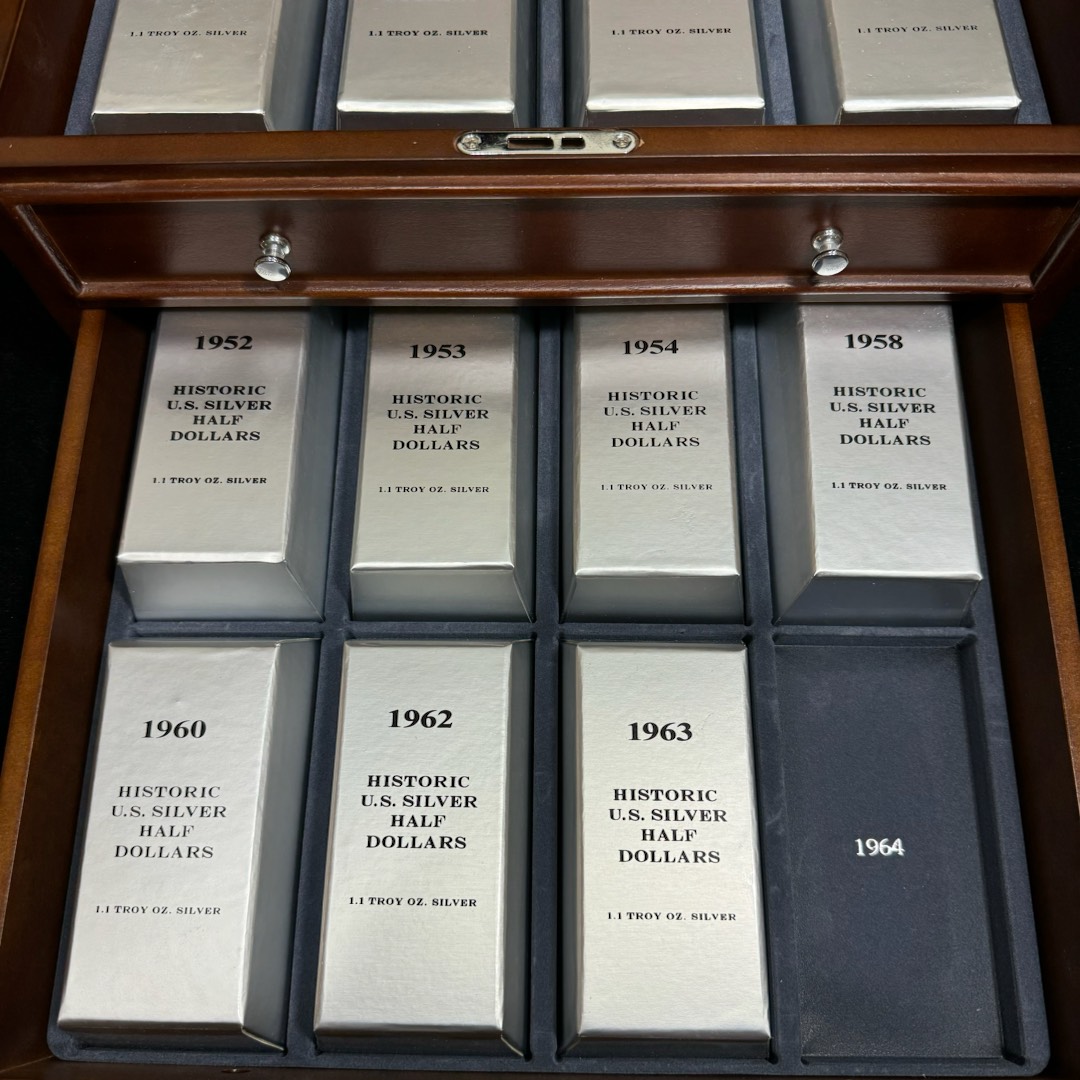 1.1 TROY OZ. SILVER
1.1 TROY OZ. SILVER
1.1 TROY OZ. SILVER
1.1 TROY OZ. SILVER
1952
HISTORIC
U.S. SILVER
HALF
DOLLARS
1.1 TROY OZ. SILVER
1953
HISTORIC
U.S. SILVER
HALF
DOLLARS
1.1 TROY OZ. SILVER
1954
HISTORIC
U.S. SILVER
HALF
DOLLARS
1.1 TROY OZ. SILVER
1958
HISTORIC
U.S. SILVER
HALF
DOLLARS
1.1 TROY OZ. SILVER
1960
HISTORIC
U.S. SILVER
HALF
DOLLARS
1.1 TROY OZ. SILVER
1962
HISTORIC
U.S. SILVER
HALF
DOLLARS
1.1 TROY OZ. SILVER
1963
HISTORIC
U.S. SILVER
HALF
DOLLARS
1.1 TROY OZ. SILVER
1964